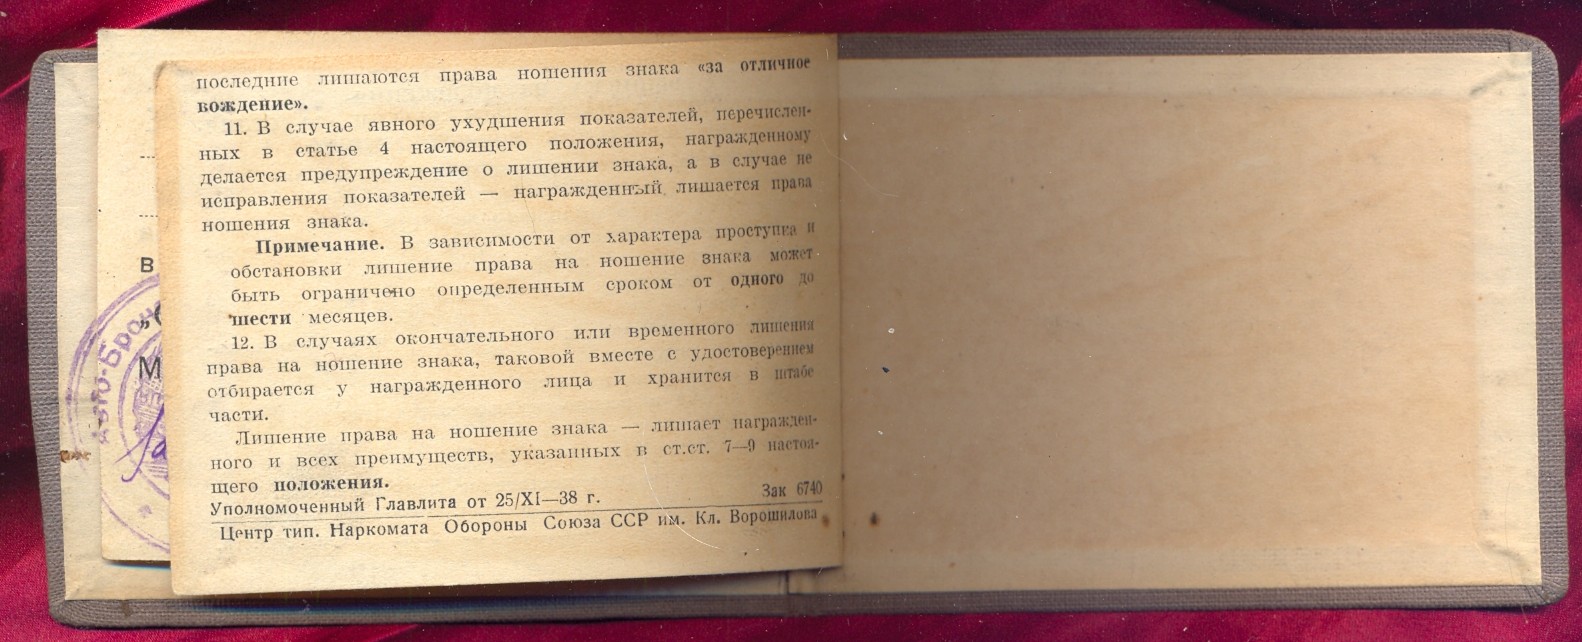 последние лишаются права ношения знака «за отличное
вождение».
11. В случае явного ухудшения показателей, перечислен-
ных в статье 4 настоящего положения, награжденному
делается предупреждение о лишении знака, а в случае не
исправления показателей — награжденный лишается права
ношения знака.
Примечание. В зависимости от характера проступка и
обстановки лишение права на ношение знака может
быть ограничено определенным сроком от одного до
шести месяцев.
12. В случаях окончательного или временного лишения
права на ношение знака, таковой вместе с удостоверением
отбирается у награжденного лица и хранится в штабе
части.
Лишение права на ношение знака — лишает награжден-
ного и всех преимуществ, указанных в ст.ст. 7—9 настоя-
щего положения.
Уполномоченный Главлита от 25/XI—38 г. Зак 6740
Центр тип. Наркомата Обороны Союза ССР им. Кл. Ворошилова
В
„С
М
Авто-Брон